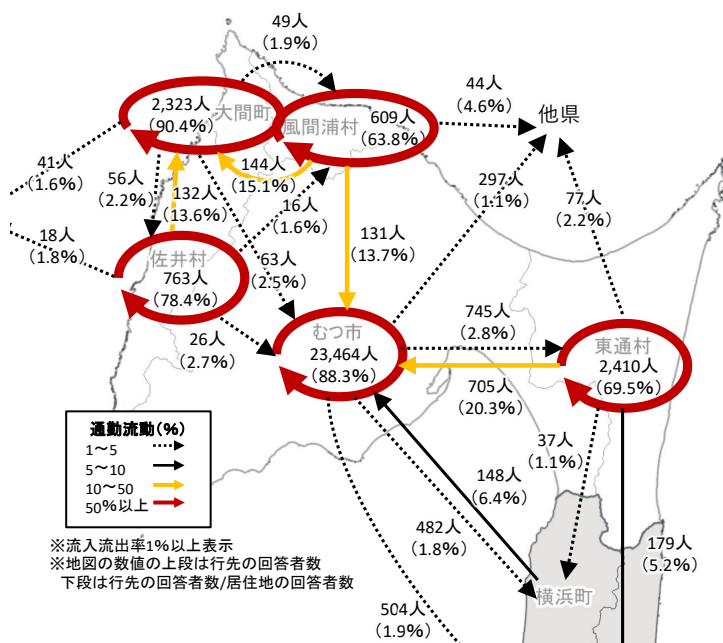 49人
(1.9%)
44人
(4.6%)
他県
2,323人
(90.4%)
大間町
609人
(63.8%)
風間浦村
41人
(1.6%)
56人
(2.2%)
132人
(13.6%)
144人
(15.1%)
16人
(1.6%)
297人
(1.1%)
77人
(2.2%)
18人
(1.8%)
131人
(13.7%)
佐井村
763人
(78.4%)
63人
(2.5%)
26人
(2.7%)
むつ市
23,464人
(88.3%)
745人
(2.8%)
東通村
2,410人
(69.5%)
705人
(20.3%)
通勤流動(%)
1～5
5～10
10～50
50%以上
37人
(1.1%)
148人
(6.4%)
482人
(1.8%)
179人
(5.2%)
※流入流出率1%以上表示
※地図の数値の上段は行先の回答者数
下段は行先の回答者数/居住地の回答者数
横浜町
504人
(1.9%)